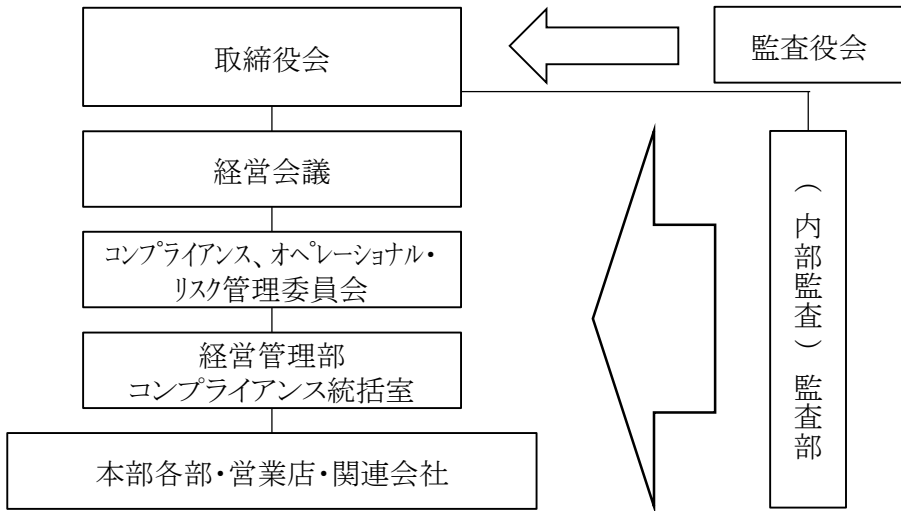 取締役会
監査役会
経営会議
コンプライアンス、オペレーショナル・
リスク管理委員会
経営管理部
コンプライアンス統括室
本部各部・営業店・関連会社
（内部監査）監査部